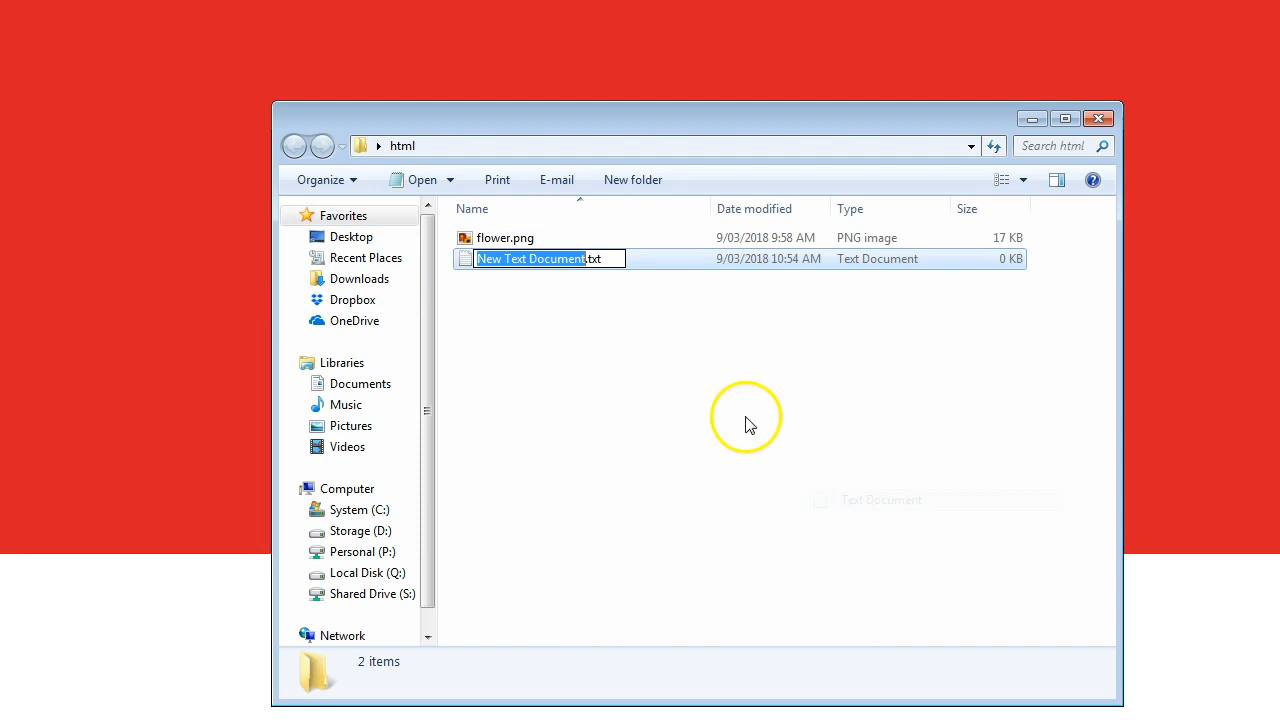 html
Search html
Organize Open Print E-mail New folder
Name Date modified Type Size
Favorites
Desktop
Recent Places
Downloads
Dropbox
OneDrive
Libraries
Documents
Music
Pictures
Videos
Computer
System (C:)
Storage (D:)
Personal (P:)
Local Disk (Q:)
Shared Drive (S:)
Network
flower.png 9/03/2018 9:58 AM PNG image 17 KB
New Text Document.txt 9/03/2018 10:54 AM Text Document 0 KB
Text Document
2 items